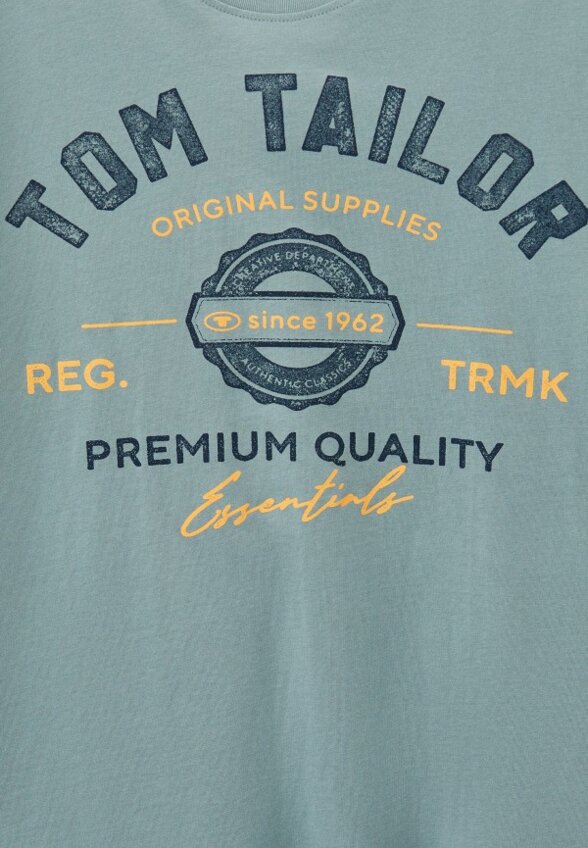 TOM TAILOR
ORIGINAL SUPPLIES
CREATIVE DEPARTMENT
since 1962
AUTHENTIC CLASSICS
REG. TRMK
PREMIUM QUALITY
Essentials